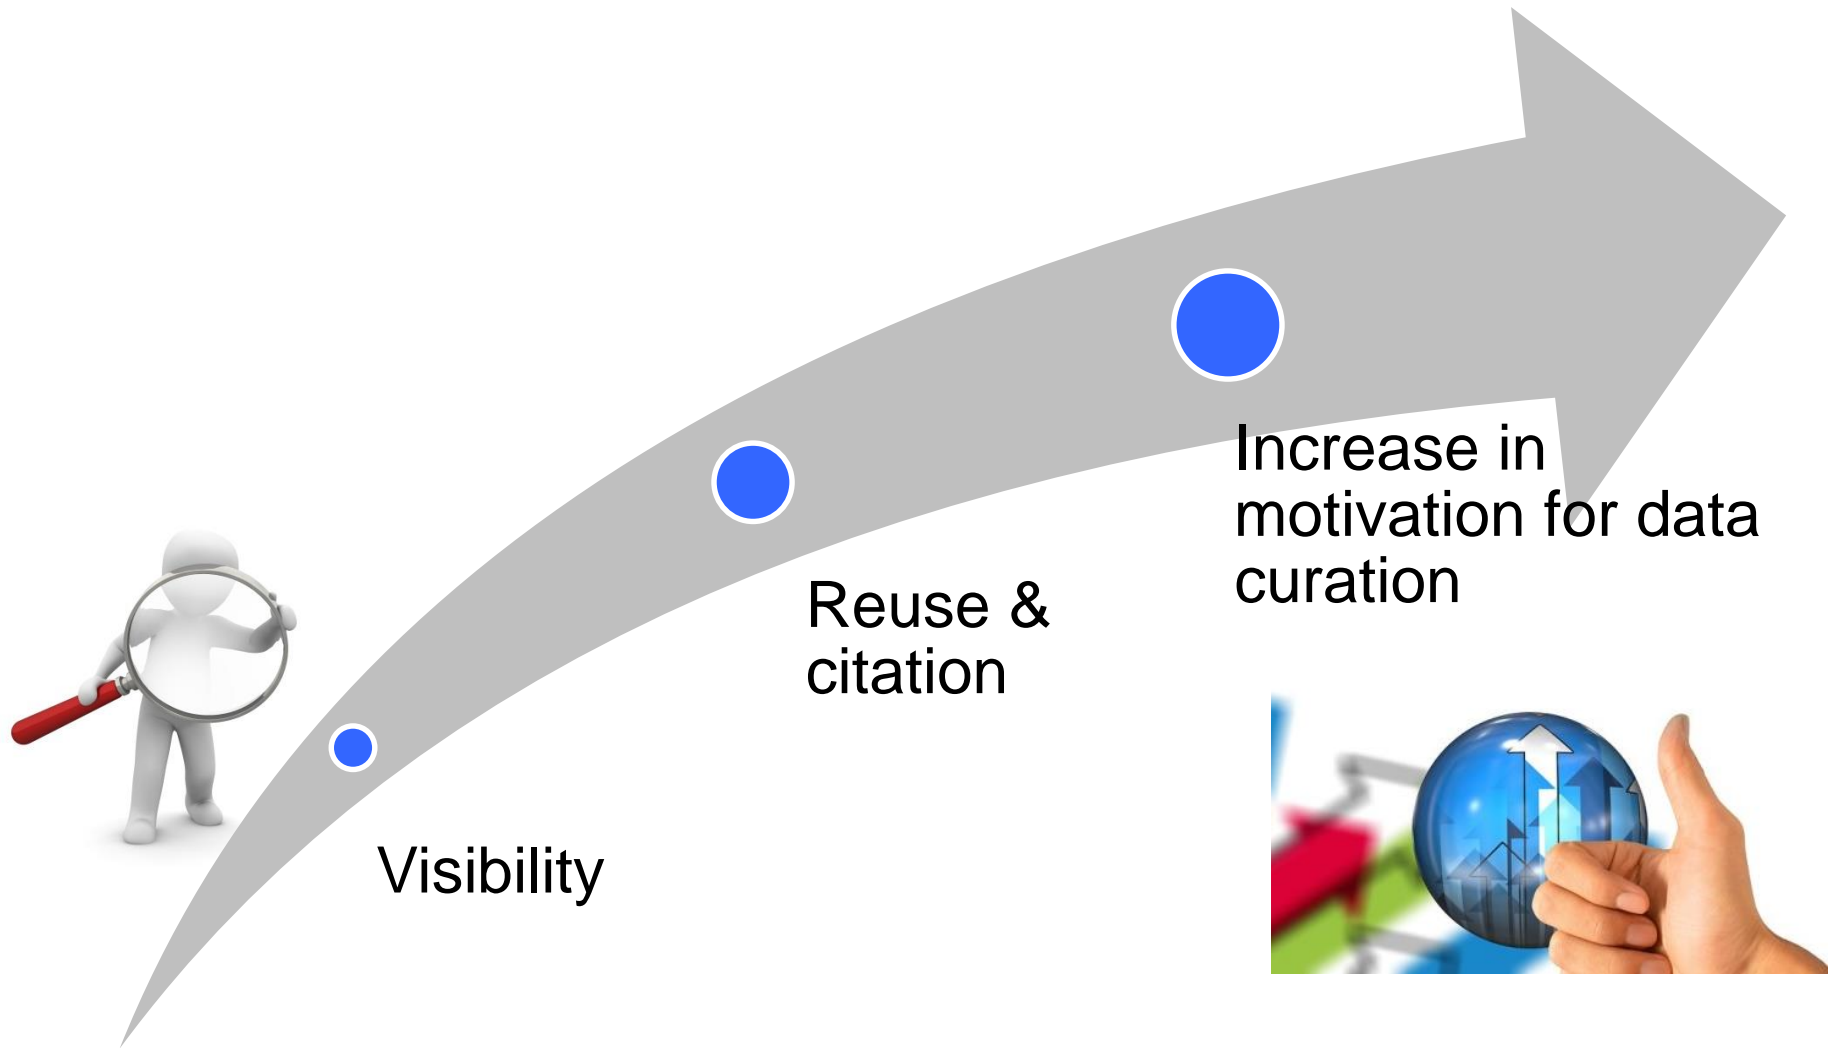 Increase in
motivation for data
curation
Reuse &
citation
Visibility